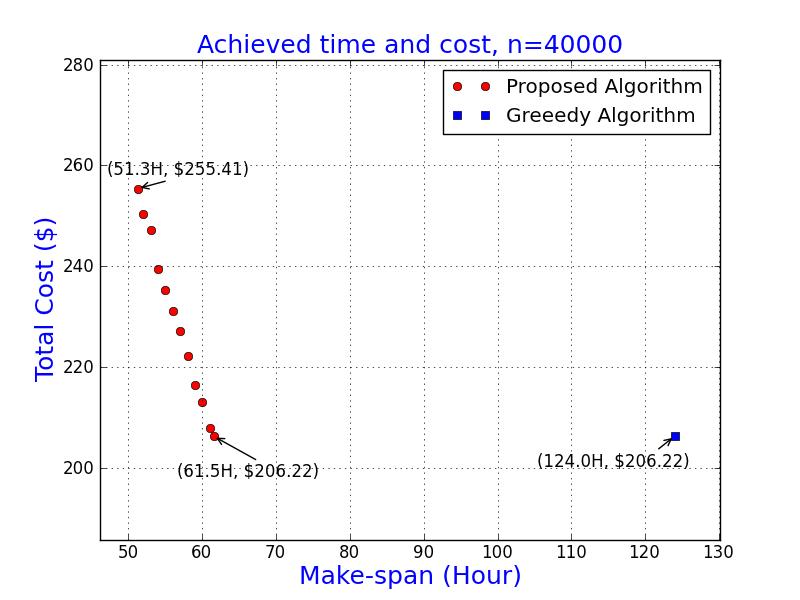 Achieved time and cost, n=40000
280
Proposed Algorithm
Greeedy Algorithm
260
(51.3H, $255.41)
240
220
200
(61.5H, $206.22)
(124.0H, $206.22)
Total Cost ($)
50 60 70 80 90 100 110 120 130
Make-span (Hour)